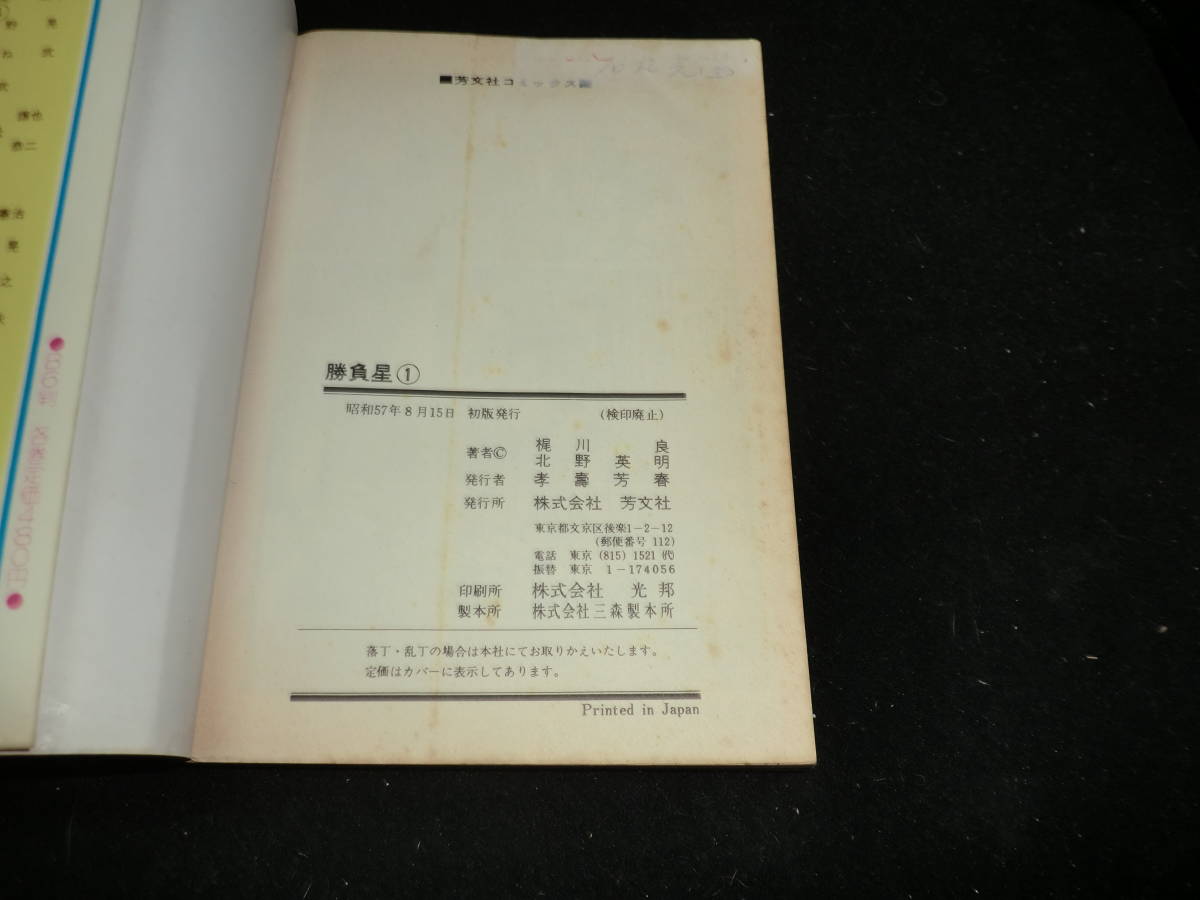 ■芳文社コミックス■
勝負星①
昭和57年8月15日 初版発行 (検印廃止)
著者© 梶川 良
北野英明
発行者 孝壽芳春
発行所 株式会社 芳文社
東京都文京区後楽1-2-12
(郵便番号 112)
電話 東京 (815) 1521 (代)
振替 東京 1-174056
印刷所 株式会社 光邦
製本所 株式会社三森製本所
落丁・乱丁の場合は本社にてお取りかえいたします。
定価はカバーに表示してあります。
Printed in Japan